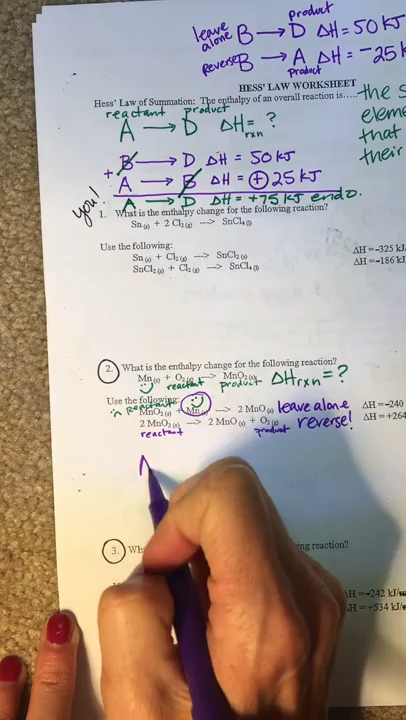 product
leave alone B → D ΔH = 50 KJ
reverse B → A ΔH = -25 K
product
HESS' LAW WORKSHEET
Hess' Law of Summation: The enthalpy of an overall reaction is…..
the s
reactant product
A → D ΔH rxn = ?
eleme
that
their
+ B → D ΔH = 50 KJ
A → B ΔH = + 25 KJ
you! A → D ΔH = +75 KJ endo.
1. What is the enthalpy change for the following reaction?
Sn (s) + 2 Cl2 (g) --> SnCl4 (l)
Use the following:
Sn (s) + Cl2 (g) --> SnCl2 (s) ΔH = -325 kJ
SnCl2 (s) + Cl2 (g) --> SnCl4 (l) ΔH = -186 kJ
2. What is the enthalpy change for the following reaction?
Mn (s) + O2 (g) --> MnO2 (s)
reactant product ΔHrxn = ?
Use the following:
reactant
MnO2 (s) + Mn (s) --> 2 MnO (s) leave alone ΔH = -240
2 MnO2 (s) --> 2 MnO (s) + O2 (g) reverse! ΔH = +264
reactant product
3. Wh ing reaction?
H = -242 kJ/
H = +534 kJ/